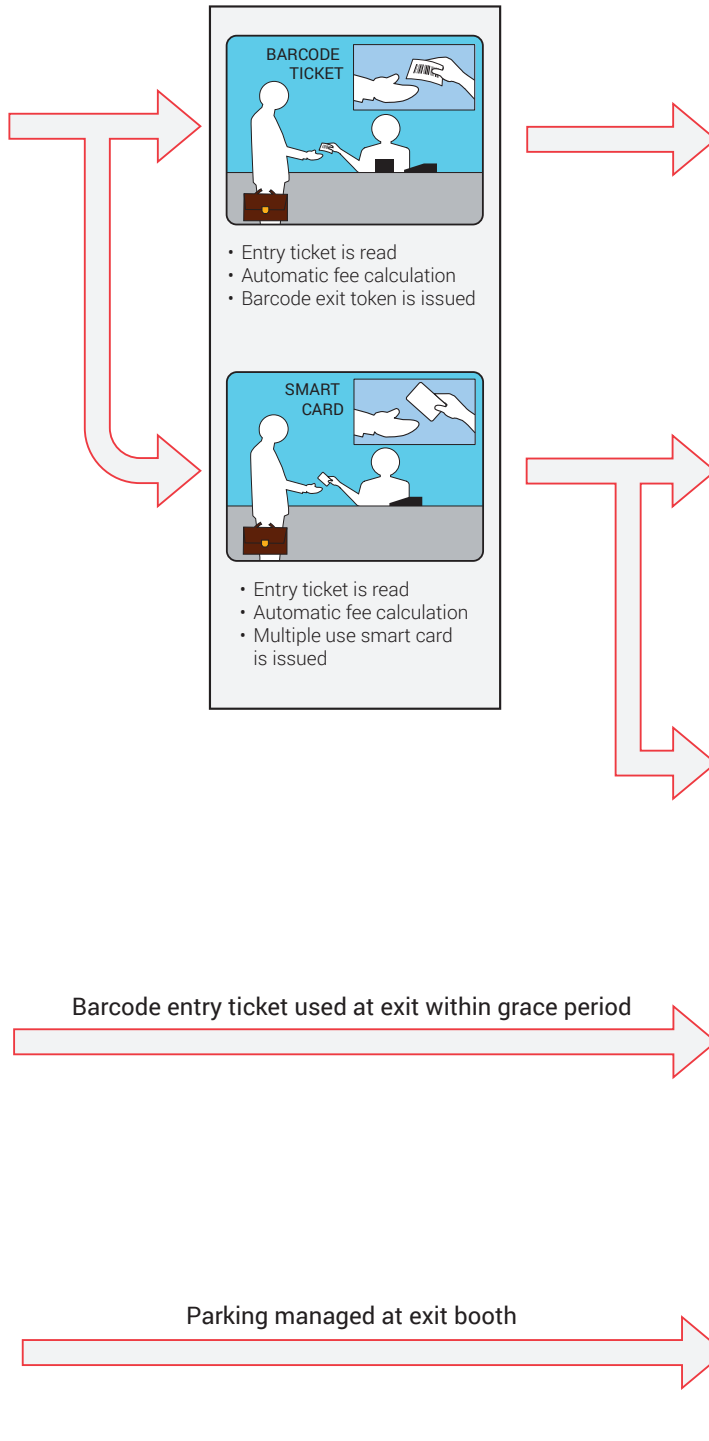 BARCODE
TICKET
• Entry ticket is read
• Automatic fee calculation
• Barcode exit token is issued
SMART
CARD
• Entry ticket is read
• Automatic fee calculation
• Multiple use smart card
is issued
Barcode entry ticket used at exit within grace period
Parking managed at exit booth